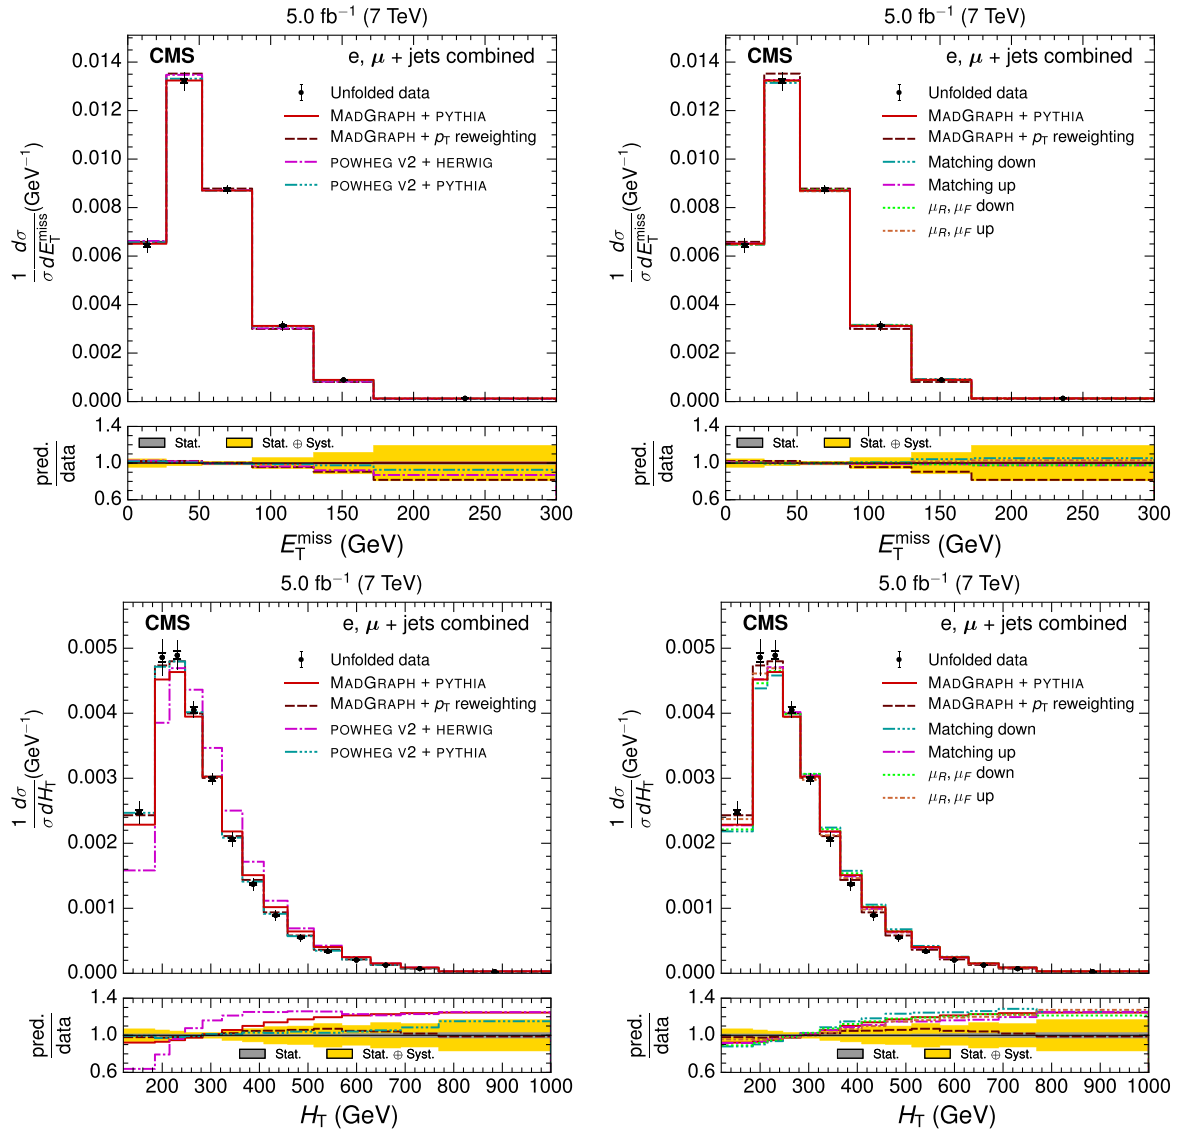 5.0 fb⁻¹ (7 TeV)
CMS
e, μ + jets combined
Unfolded data
MADGRAPH + PYTHIA
MADGRAPH + pT reweighting
POWHEG V2 + HERWIG
POWHEG V2 + PYTHIA
1/σ dσ/dE_T^miss (GeV⁻¹)
0.014
0.012
0.010
0.008
0.006
0.004
0.002
0.000
pred./data
1.4
1.0
0.6
Stat.
Stat. ⊕ Syst.
0 50 100 150 200 250 300
E_T^miss (GeV)
5.0 fb⁻¹ (7 TeV)
CMS
e, μ + jets combined
Unfolded data
MADGRAPH + PYTHIA
MADGRAPH + pT reweighting
Matching down
Matching up
μR, μF down
μR, μF up
1/σ dσ/dE_T^miss (GeV⁻¹)
0.014
0.012
0.010
0.008
0.006
0.004
0.002
0.000
pred./data
1.4
1.0
0.6
Stat.
Stat. ⊕ Syst.
0 50 100 150 200 250 300
E_T^miss (GeV)
5.0 fb⁻¹ (7 TeV)
CMS
e, μ + jets combined
Unfolded data
MADGRAPH + PYTHIA
MADGRAPH + pT reweighting
POWHEG V2 + HERWIG
POWHEG V2 + PYTHIA
1/σ dσ/dH_T (GeV⁻¹)
0.005
0.004
0.003
0.002
0.001
0.000
pred./data
1.4
1.0
0.6
Stat.
Stat. ⊕ Syst.
200 300 400 500 600 700 800 900 1000
H_T (GeV)
5.0 fb⁻¹ (7 TeV)
CMS
e, μ + jets combined
Unfolded data
MADGRAPH + PYTHIA
MADGRAPH + pT reweighting
Matching down
Matching up
μR, μF down
μR, μF up
1/σ dσ/dH_T (GeV⁻¹)
0.005
0.004
0.003
0.002
0.001
0.000
pred./data
1.4
1.0
0.6
Stat.
Stat. ⊕ Syst.
200 300 400 500 600 700 800 900 1000
H_T (GeV)